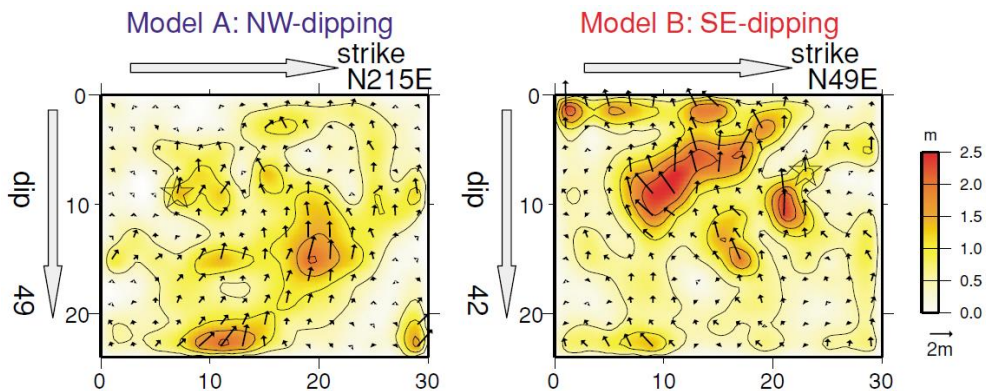 Model A: NW-dipping
Model B: SE-dipping
strike
N215E
strike
N49E
0
10
20
dip
49
0 10 20 30
0
10
20
dip
42
0 10 20 30
m
2.5
2.0
1.5
1.0
0.5
0.0
2m